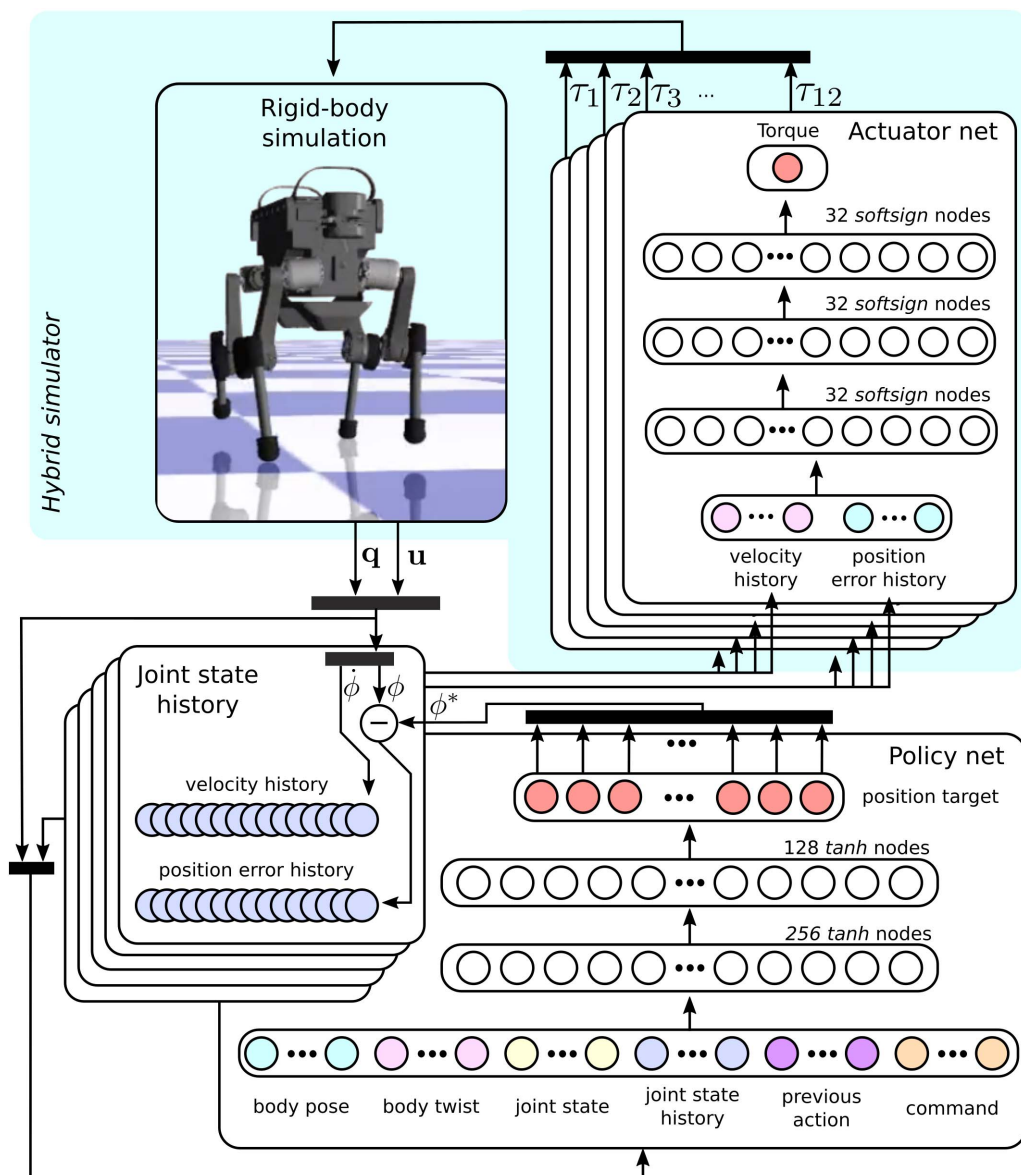 Rigid-body
simulation
Hybrid simulator
τ1 τ2 τ3 ... τ12
Actuator net
Torque
32 softsign nodes
32 softsign nodes
32 softsign nodes
velocity
history
position
error history
q u
Joint state
history
ϕ̇ ϕ ϕ*
velocity history
position error history
Policy net
position target
128 tanh nodes
256 tanh nodes
body pose
body twist
joint state
joint state
history
previous
action
command